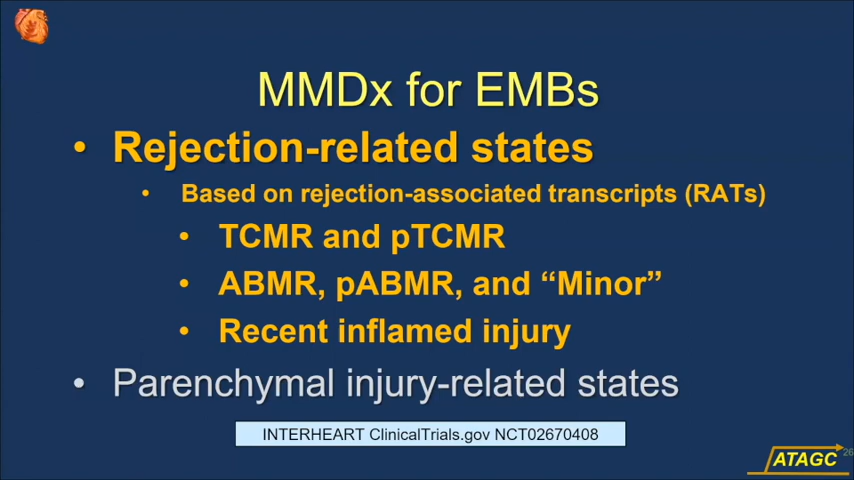 MMDx for EMBs
• Rejection-related states
• Based on rejection-associated transcripts (RATs)
• TCMR and pTCMR
• ABMR, pABMR, and “Minor”
• Recent inflamed injury
• Parenchymal injury-related states
INTERHEART ClinicalTrials.gov NCT02670408
ATAGC
26